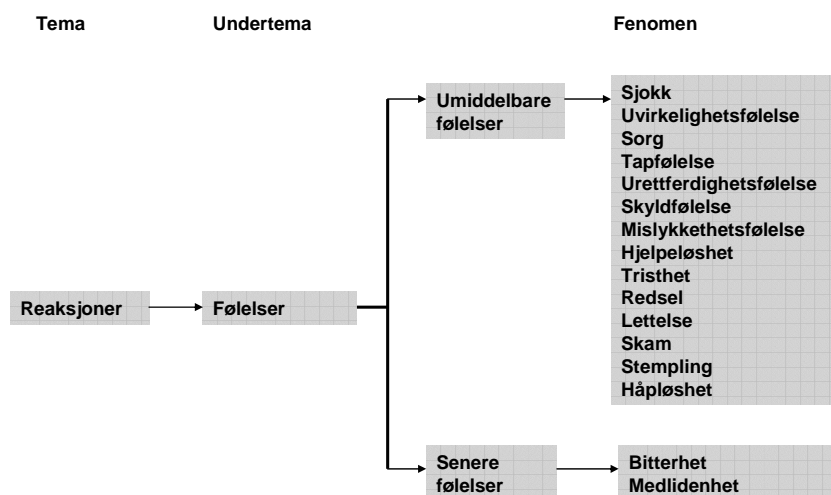 Tema Undertema Fenomen
Umiddelbare
følelser
Sjokk
Uvirkelighetsfølelse
Sorg
Tapfølelse
Urettferdighetsfølelse
Skyldfølelse
Mislykkethetsfølelse
Hjelpeløshet
Tristhet
Redsel
Lettelse
Skam
Stempling
Håpløshet
Reaksjoner
Følelser
Senere
følelser
Bitterhet
Medlidenhet